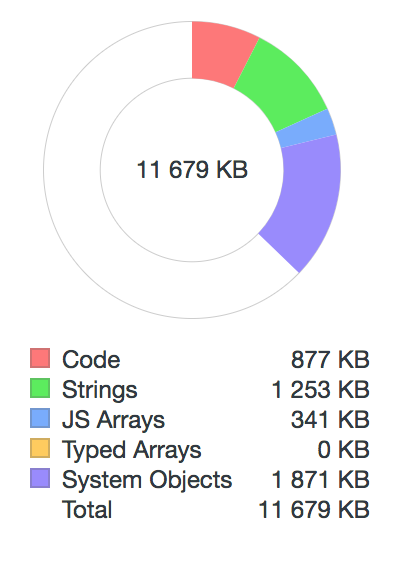 11 679 KB
Code 877 KB
Strings 1 253 KB
JS Arrays 341 KB
Typed Arrays 0 KB
System Objects 1 871 KB
Total 11 679 KB